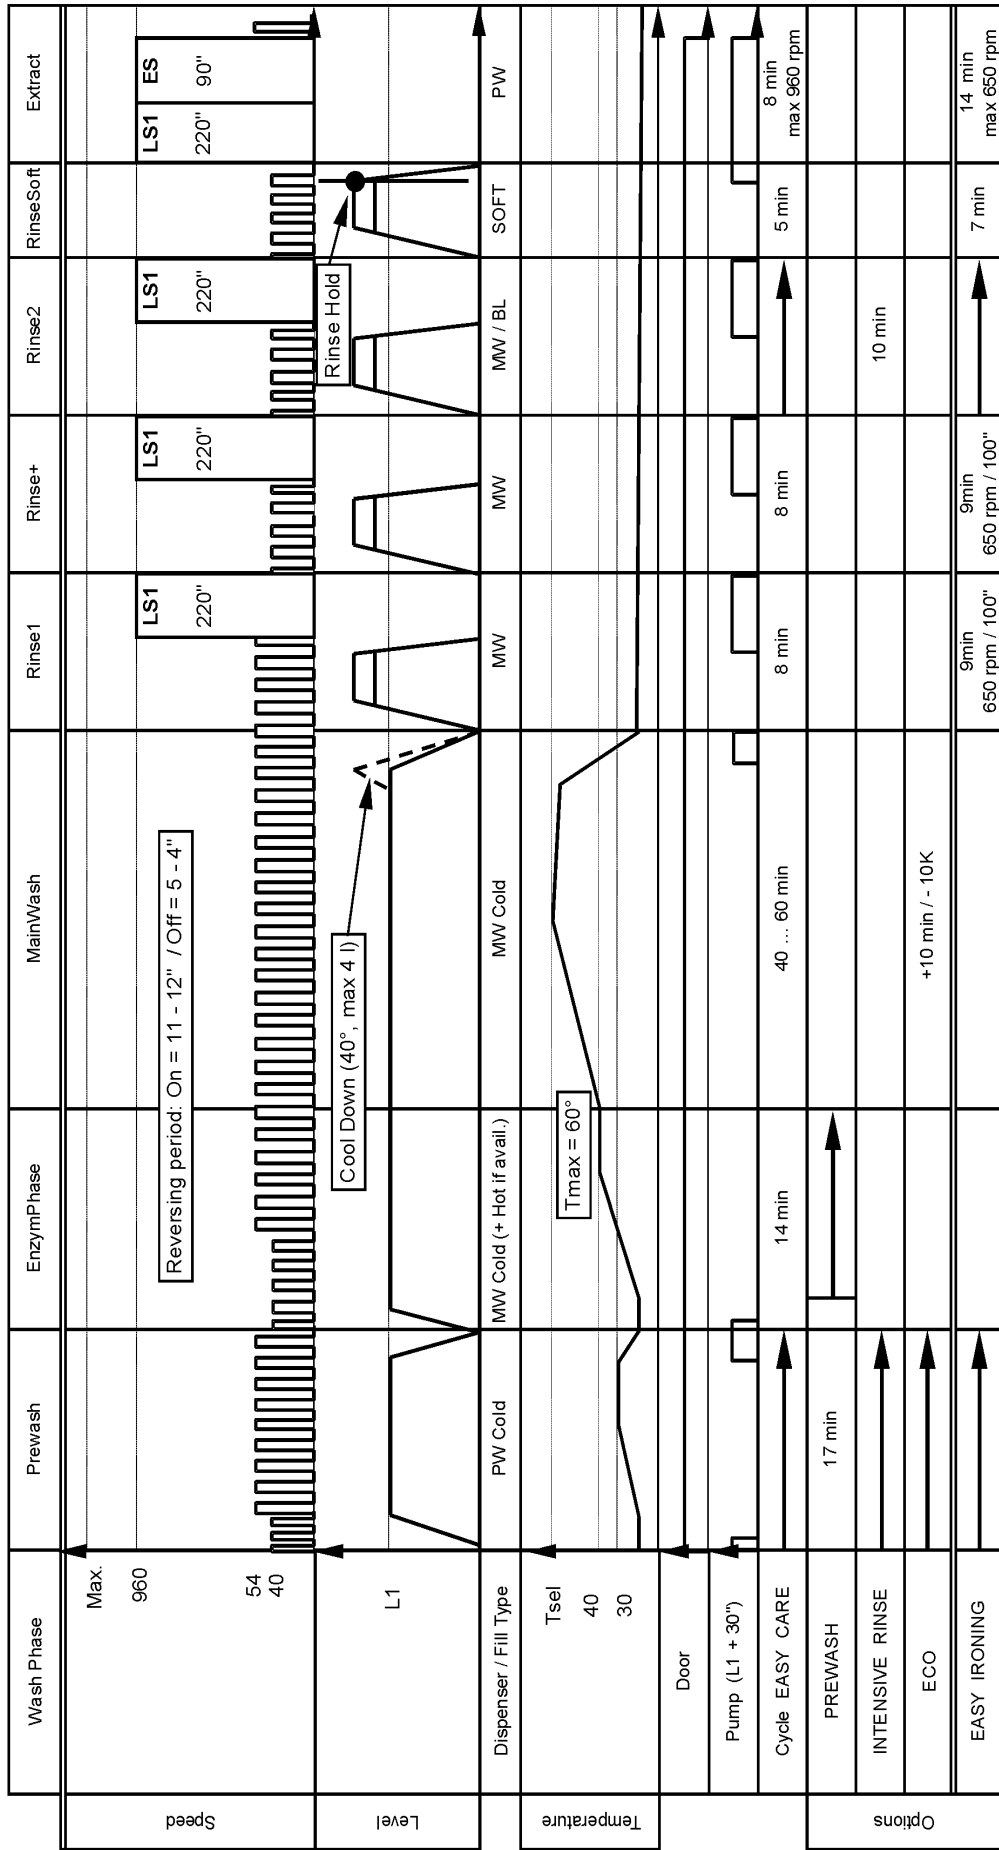 Wash Phase
Prewash
EnzymPhase
MainWash
Rinse1
Rinse+
Rinse2
RinseSoft
Extract
Speed
Max.
960
54
40
Reversing period: On = 11 - 12" / Off = 5 - 4"
LS1
220"
LS1
220"
LS1
220"
LS1
220"
ES
90"
Level
L1
Cool Down (40°, max 4 l)
Rinse Hold
Dispenser / Fill Type
PW Cold
MW Cold (+ Hot if avail.)
MW Cold
MW
MW
MW / BL
SOFT
PW
Temperature
Tsel
40
30
Tmax = 60°
Door
Pump (L1 + 30")
Cycle EASY CARE
14 min
40 ... 60 min
8 min
8 min
5 min
8 min
max 960 rpm
Options
PREWASH
17 min
INTENSIVE RINSE
10 min
ECO
+10 min / - 10K
EASY IRONING
9min
650 rpm / 100"
9min
650 rpm / 100"
7 min
14 min
max 650 rpm